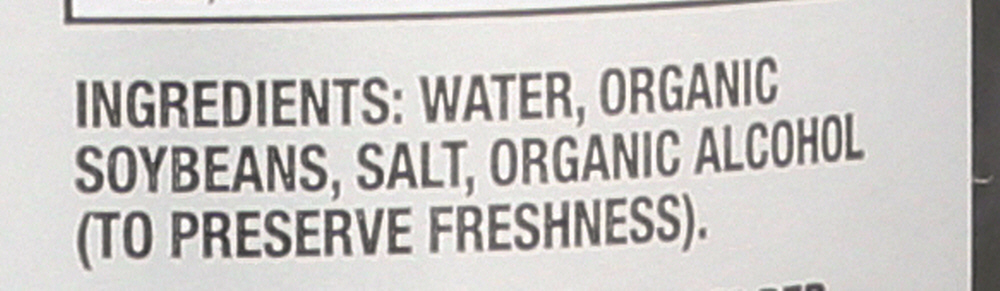 INGREDIENTS: WATER, ORGANIC
SOYBEANS, SALT, ORGANIC ALCOHOL
(TO PRESERVE FRESHNESS).